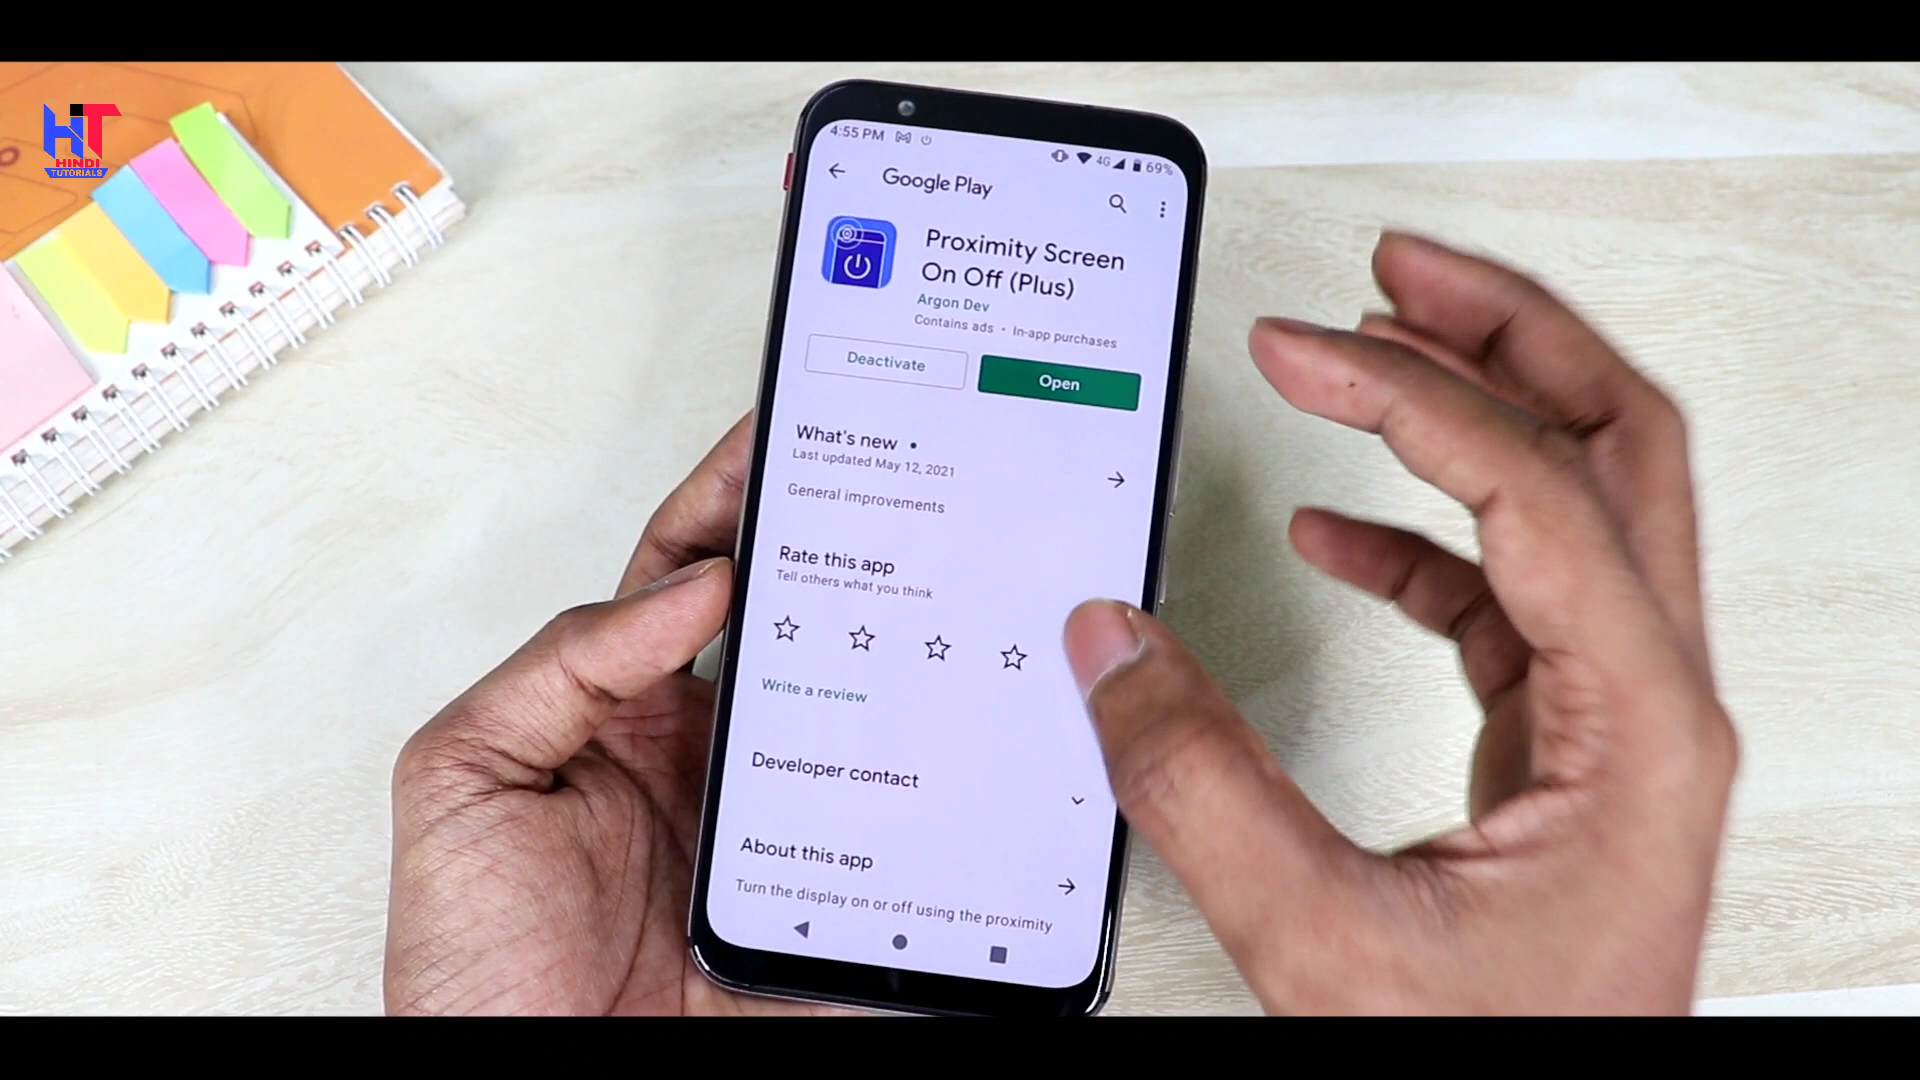 HT
HINDI
TUTORIALS
4:55 PM
4G
69%
Google Play
Proximity Screen
On Off (Plus)
Argon Dev
Contains ads • In-app purchases
Deactivate
Open
What's new •
Last updated May 12, 2021
General improvements
Rate this app
Tell others what you think
Write a review
Developer contact
About this app
Turn the display on or off using the proximity